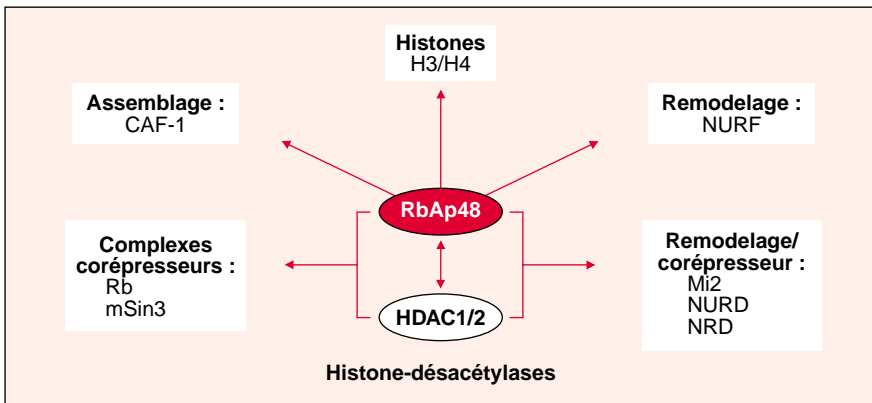 Histones
H3/H4
Assemblage :
CAF-1
Remodelage :
NURF
RbAp48
Complexes
corépresseurs :
Rb
mSin3
Remodelage/
corépresseur :
Mi2
NURD
NRD
HDAC1/2
Histone-désacétylases